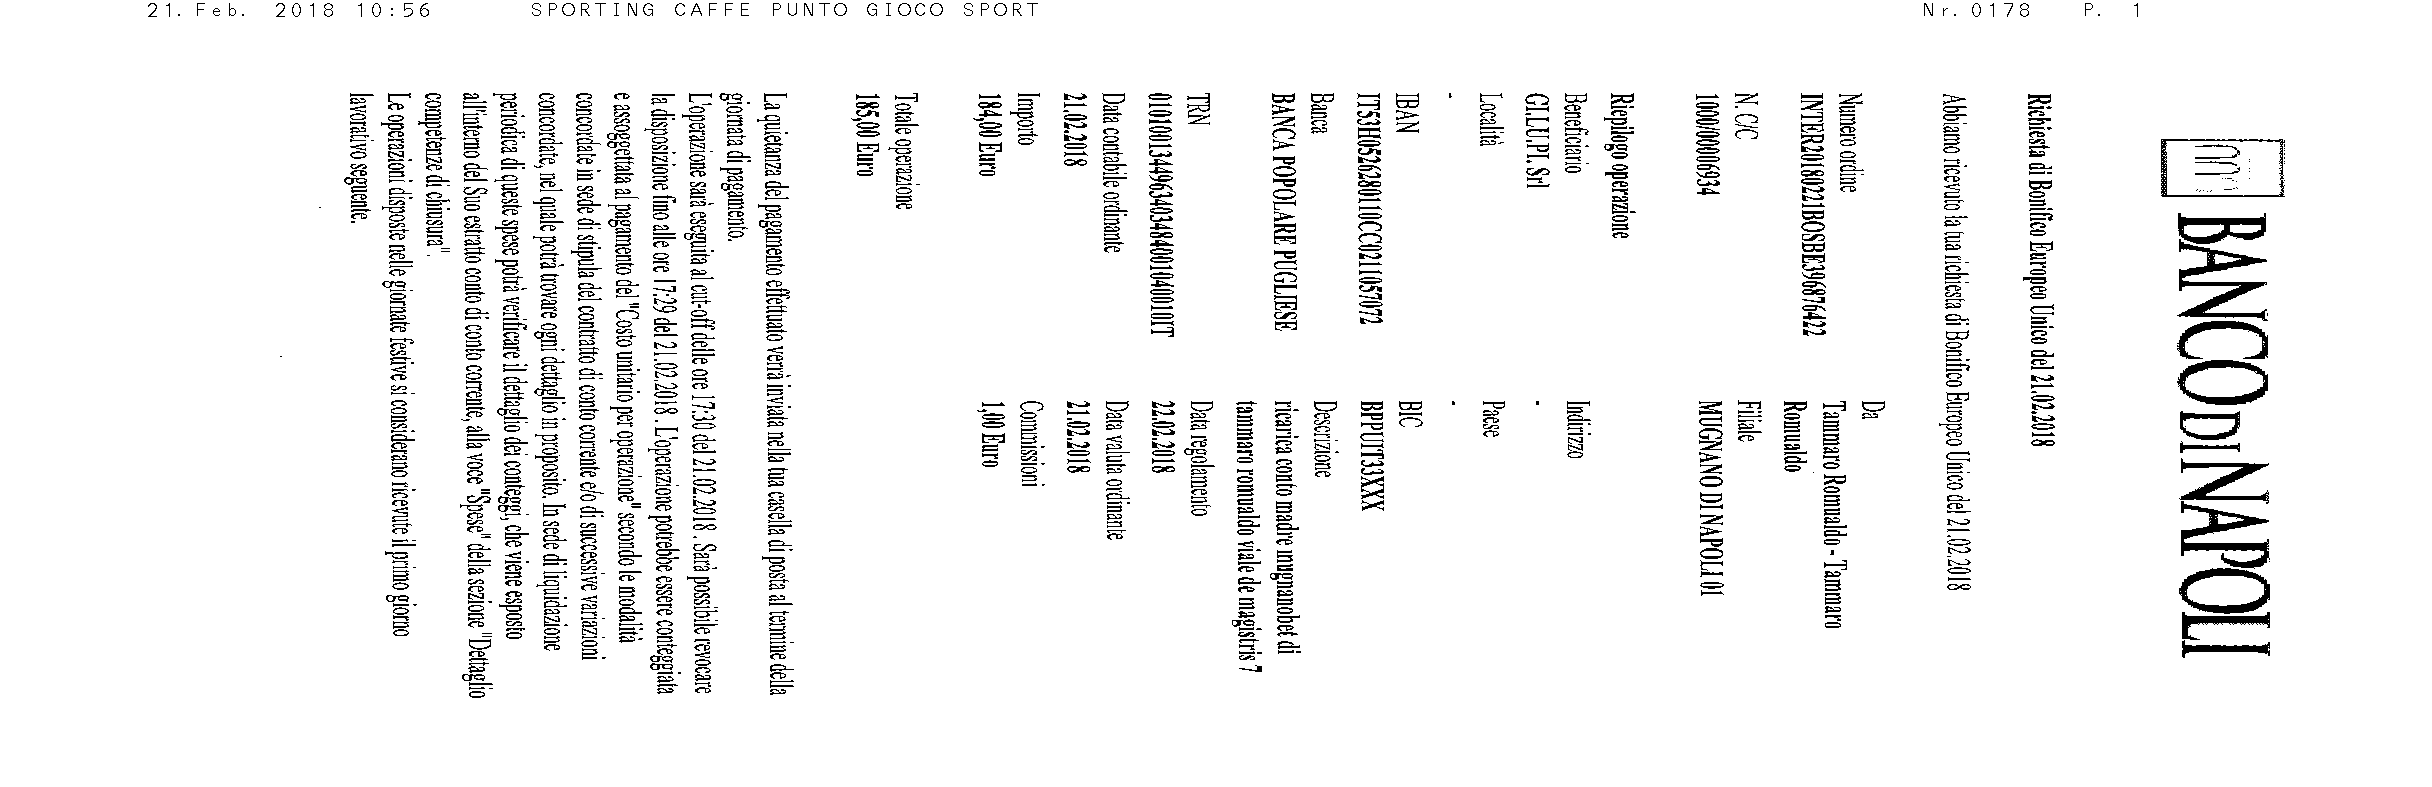 21. Feb. 2018 10:56 SPORTING CAFFE PUNTO GIOCO SPORT Nr. 0178 P. 1
BANCO DI NAPOLI
Richiesta di Bonifico Europeo Unico del 21.02.2018
Abbiamo ricevuto la tua richiesta di Bonifico Europeo Unico del 21.02.2018
Numero ordine
INTER20180221BOSBE396876422
Da
Tammaro Romualdo - Tammaro
Romualdo
N. C/C
1000/00006934
Filiale
MUGNANO DI NAPOLI 01
Riepilogo operazione
Beneficiario
GI.LU.PI. Srl
Indirizzo
-
Località
-
Paese
-
IBAN
IT53H0526280110CC0211057072
BIC
BPPUIT33XXX
Banca
BANCA POPOLARE PUGLIESE
Descrizione
ricarica conto madre mugnanobet di
tammaro romualdo viale de magistris 7
TRN
0101001344963403484001040010IT
Data regolamento
22.02.2018
Data contabile ordinante
21.02.2018
Data valuta ordinante
21.02.2018
Importo
184,00 Euro
Commissioni
1,00 Euro
Totale operazione
185,00 Euro
La quietanza del pagamento effettuato verrà inviata nella tua casella di posta al termine della
giornata di pagamento.
L'operazione sarà eseguita al cut-off delle ore 17:30 del 21.02.2018 . Sarà possibile revocare
la disposizione fino alle ore 17:29 del 21.02.2018 . L'operazione potrebbe essere conteggiata
e assoggettata al pagamento del "Costo unitario per operazione" secondo le modalità
concordate in sede di stipula del contratto di conto corrente e/o di successive variazioni
concordate, nel quale potrà trovare ogni dettaglio in proposito. In sede di liquidazione
periodica di queste spese potrà verificare il dettaglio dei conteggi, che viene esposto
all'interno del Suo estratto conto di conto corrente, alla voce "Spese" della sezione "Dettaglio
competenze di chiusura".
Le operazioni disposte nelle giornate festive si considerano ricevute il primo giorno
lavorativo seguente.